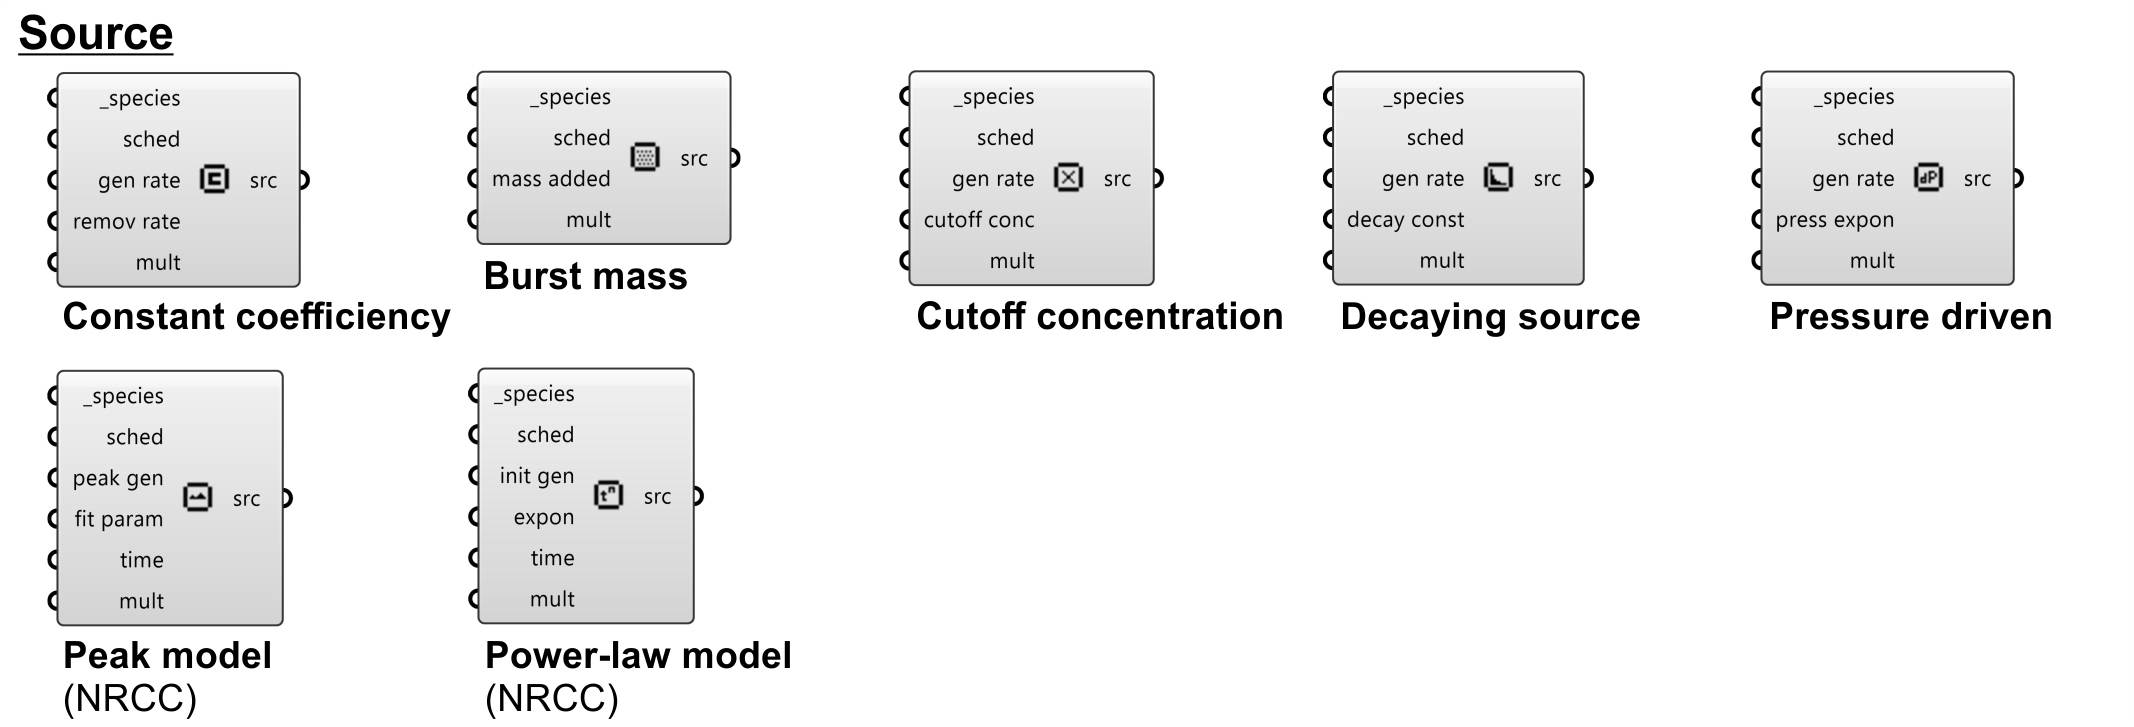 Source
_species
sched
gen rate
remov rate
mult
src
Constant coefficiency
_species
sched
mass added
mult
src
Burst mass
_species
sched
gen rate
cutoff conc
mult
src
Cutoff concentration
_species
sched
gen rate
decay const
mult
src
Decaying source
_species
sched
gen rate
press expon
mult
dP
src
Pressure driven
_species
sched
peak gen
fit param
time
mult
src
Peak model
(NRCC)
_species
sched
init gen
expon
time
mult
tⁿ
src
Power-law model
(NRCC)